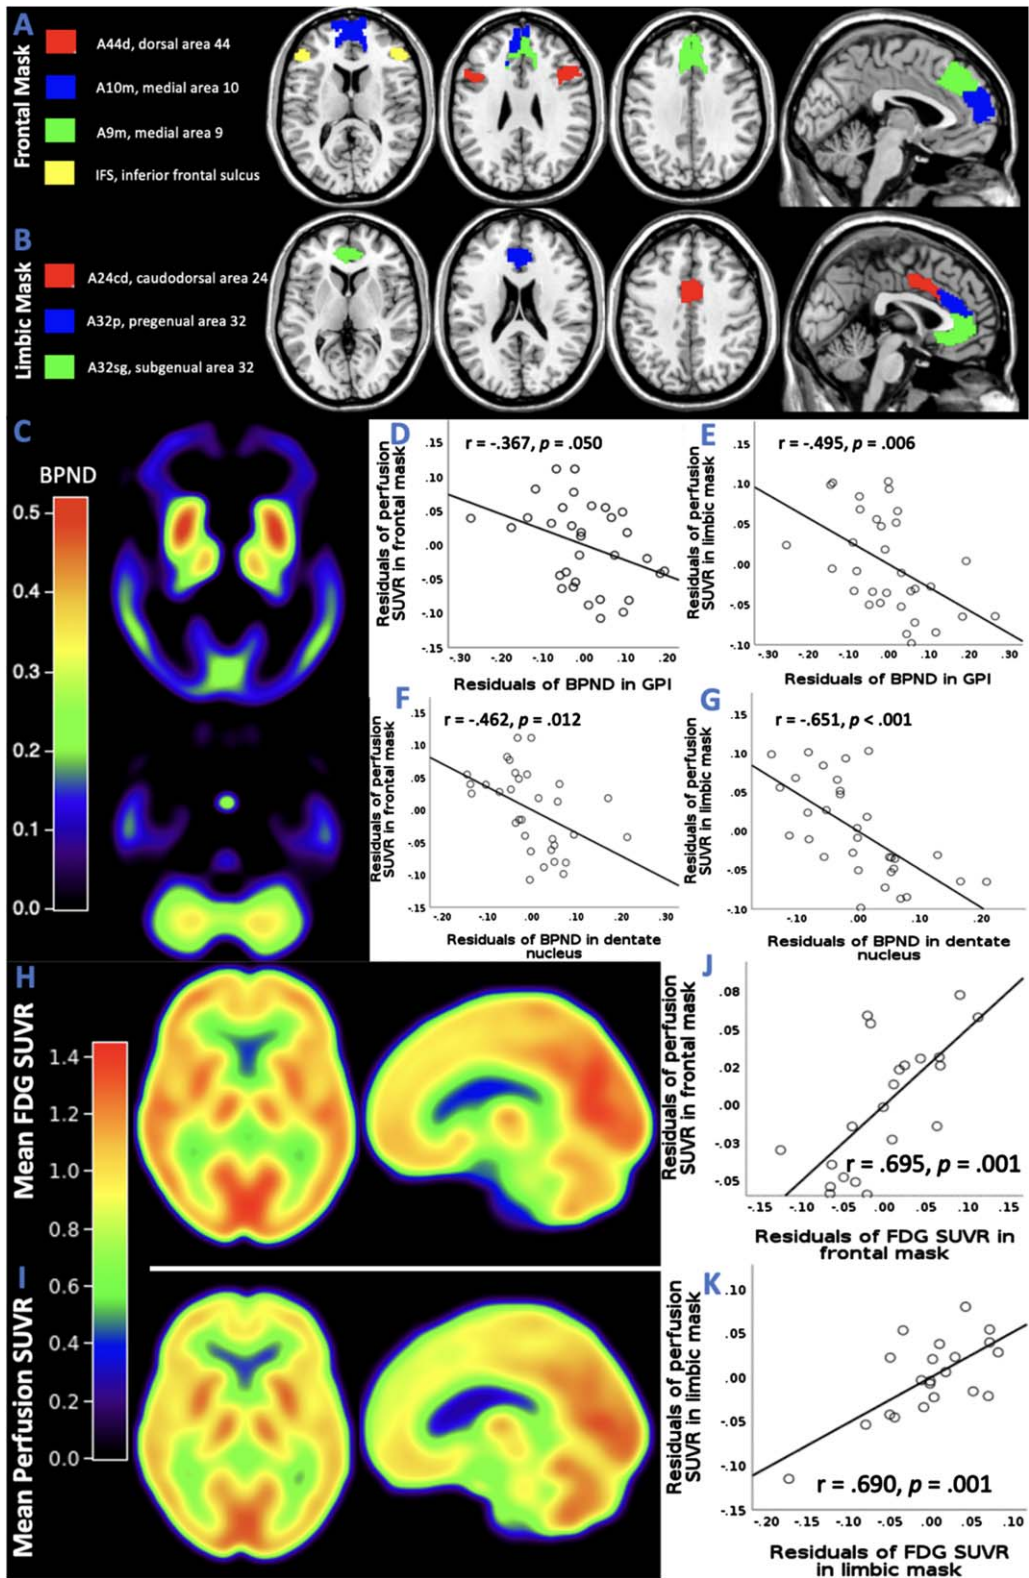 A
Frontal Mask
A44d, dorsal area 44
A10m, medial area 10
A9m, medial area 9
IFS, inferior frontal sulcus
B
Limbic Mask
A24cd, caudodorsal area 24
A32p, pregenual area 32
A32sg, subgenual area 32
C
BPND
0.5
0.4
0.3
0.2
0.1
0.0
D
r = -.367, p = .050
Residuals of perfusion
SUVR in frontal mask
.15
.10
.05
.00
-.05
-.10
-.15
-.30 -.20 -.10 .00 .10 .20
Residuals of BPND in GPI
E
r = -.495, p = .006
Residuals of perfusion
SUVR in limbic mask
.15
.10
.05
.00
-.05
-.10
-.30 -.20 -.10 .00 .10 .20 .30
Residuals of BPND in GPI
F
r = -.462, p = .012
Residuals of perfusion
SUVR in frontal mask
.15
.10
.05
.00
-.05
-.10
-.15
-.20 -.10 .00 .10 .20 .30
Residuals of BPND in dentate
nucleus
G
r = -.651, p < .001
Residuals of perfusion
SUVR in limbic mask
.15
.10
.05
.00
-.05
-.10
-.10 .00 .10 .20
Residuals of BPND in dentate
nucleus
H
Mean FDG SUVR
1.4
1.2
1.0
0.8
0.6
0.4
0.2
0.0
I
Mean Perfusion SUVR
J
Residuals of perfusion
SUVR in frontal mask
.08
.05
.02
.00
-.03
-.05
r = .695, p = .001
-.15 -.10 -.05 .00 .05 .10 .15
Residuals of FDG SUVR in
frontal mask
K
Residuals of perfusion
SUVR in limbic mask
.10
.05
.00
-.05
-.10
-.15
r = .690, p = .001
-.20 -.15 -.10 -.05 .00 .05 .10
Residuals of FDG SUVR
in limbic mask